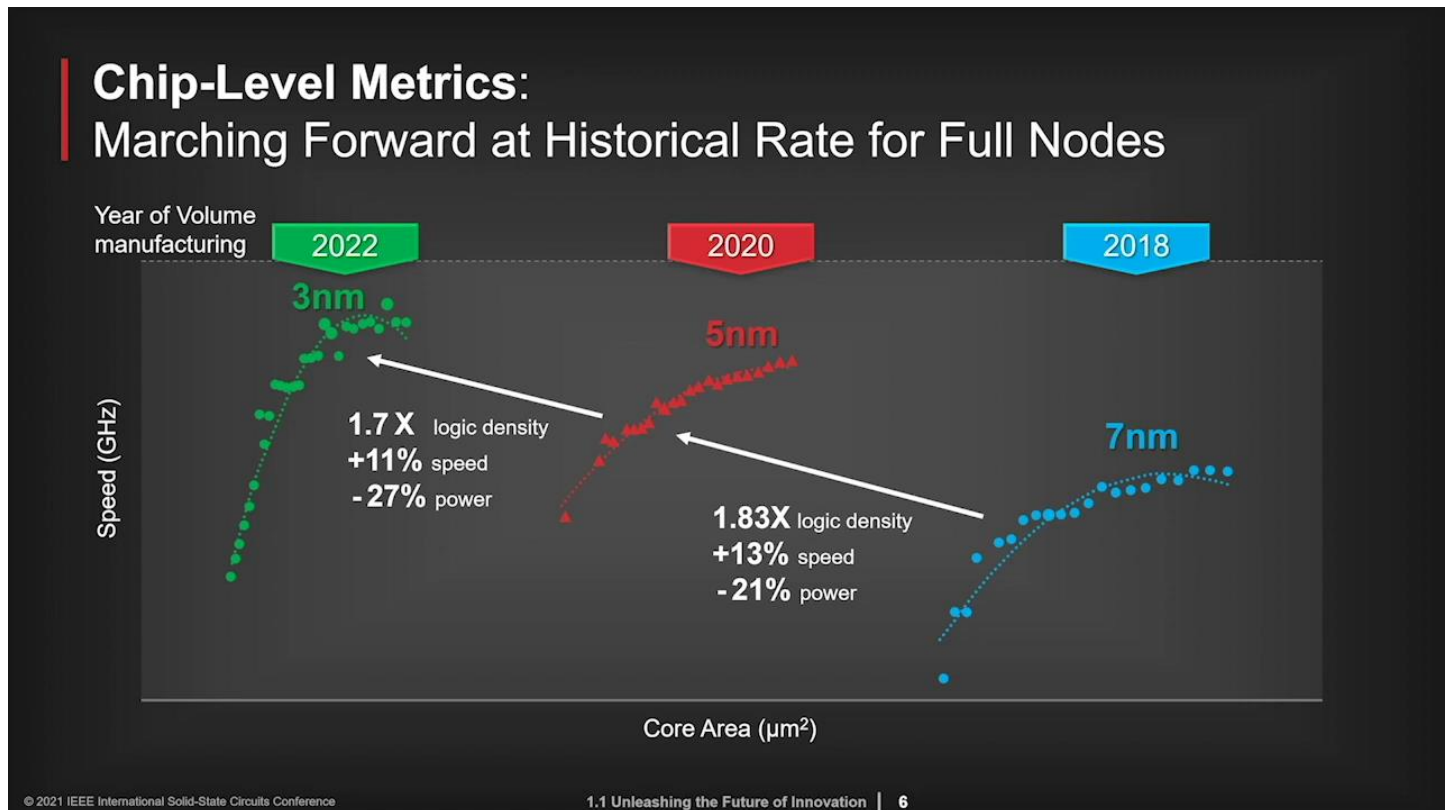 Chip-Level Metrics:
Marching Forward at Historical Rate for Full Nodes
Year of Volume
manufacturing
2022
2020
2018
3nm
5nm
7nm
1.7 X logic density
+11% speed
- 27% power
1.83X logic density
+13% speed
- 21% power
Speed (GHz)
Core Area (µm²)
© 2021 IEEE International Solid-State Circuits Conference
1.1 Unleashing the Future of Innovation | 6